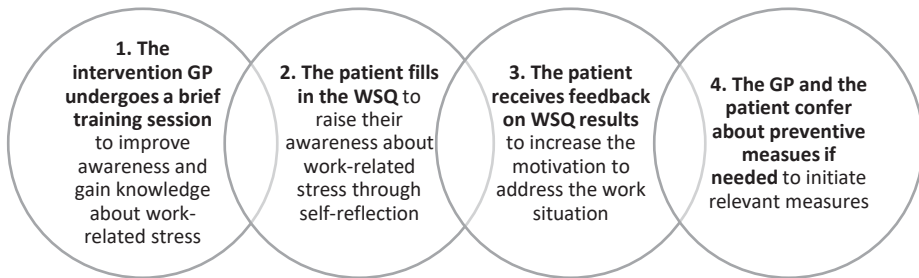 1. The
intervention GP
undergoes a brief
training session
to improve
awareness and
gain knowledge
about work-
related stress
2. The patient fills
in the WSQ to
raise their
awareness about
work-related
stress through
self-reflection
3. The patient
receives feedback
on WSQ results
to increase the
motivation to
address the work
situation
4. The GP and the
patient confer
about preventive
measues if
needed to initiate
relevant measures